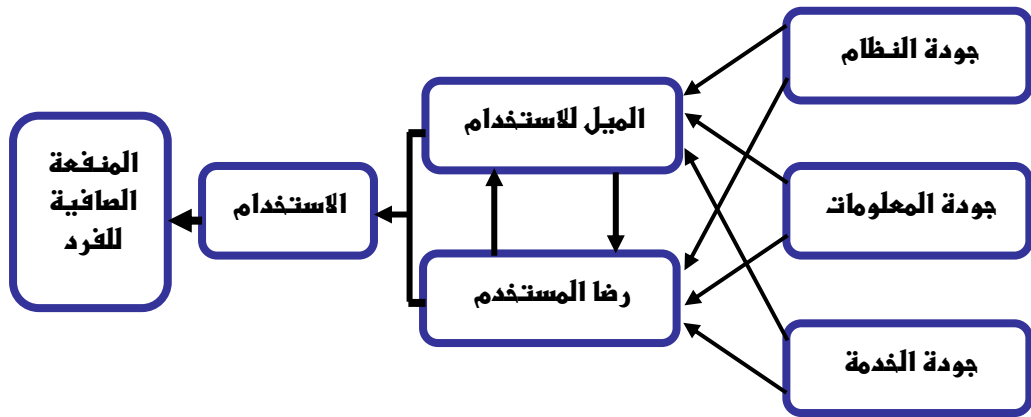 جودة النظام
الميل للاستخدام
المنفعة
الصافية
للفرد
الاستخدام
جودة المعلومات
رضا المستخدم
جودة الخدمة